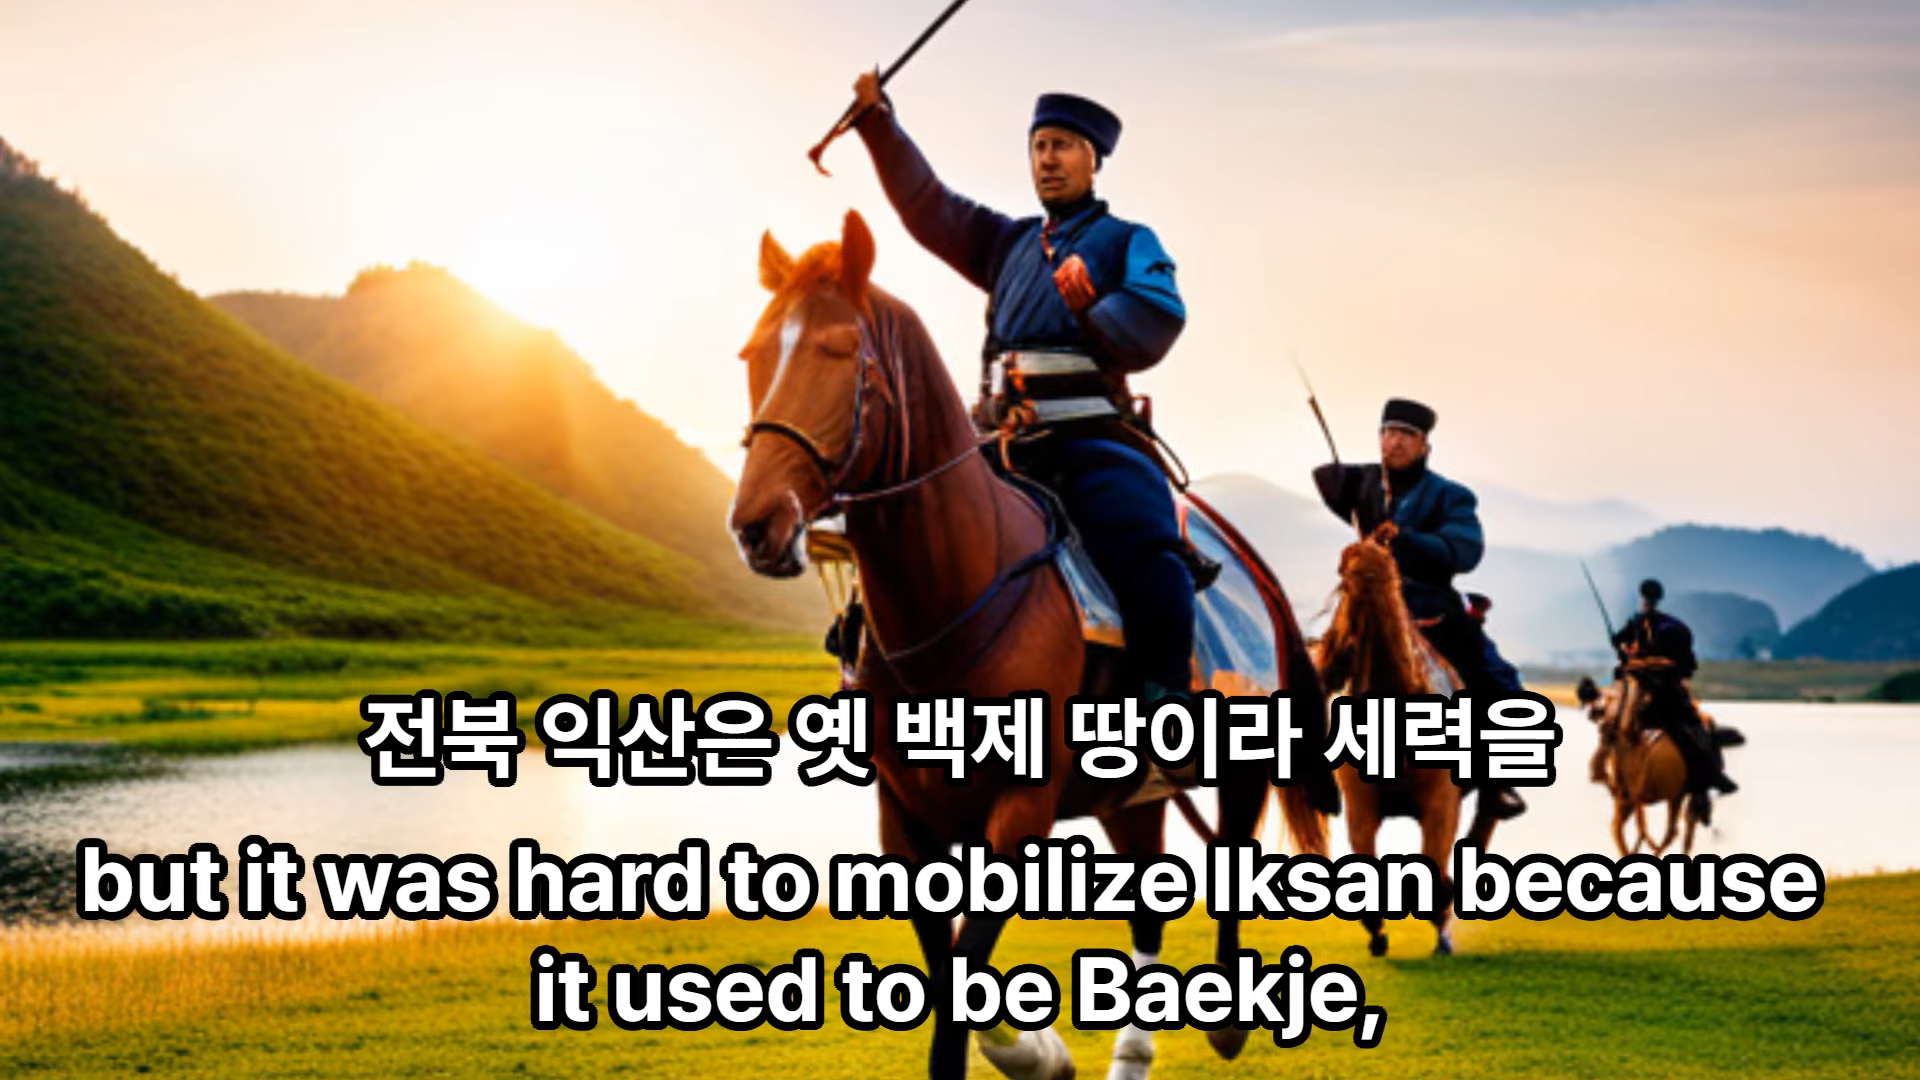 전북 익산은 옛 백제 땅이라 세력을
but it was hard to mobilize Iksan because
it used to be Baekje,